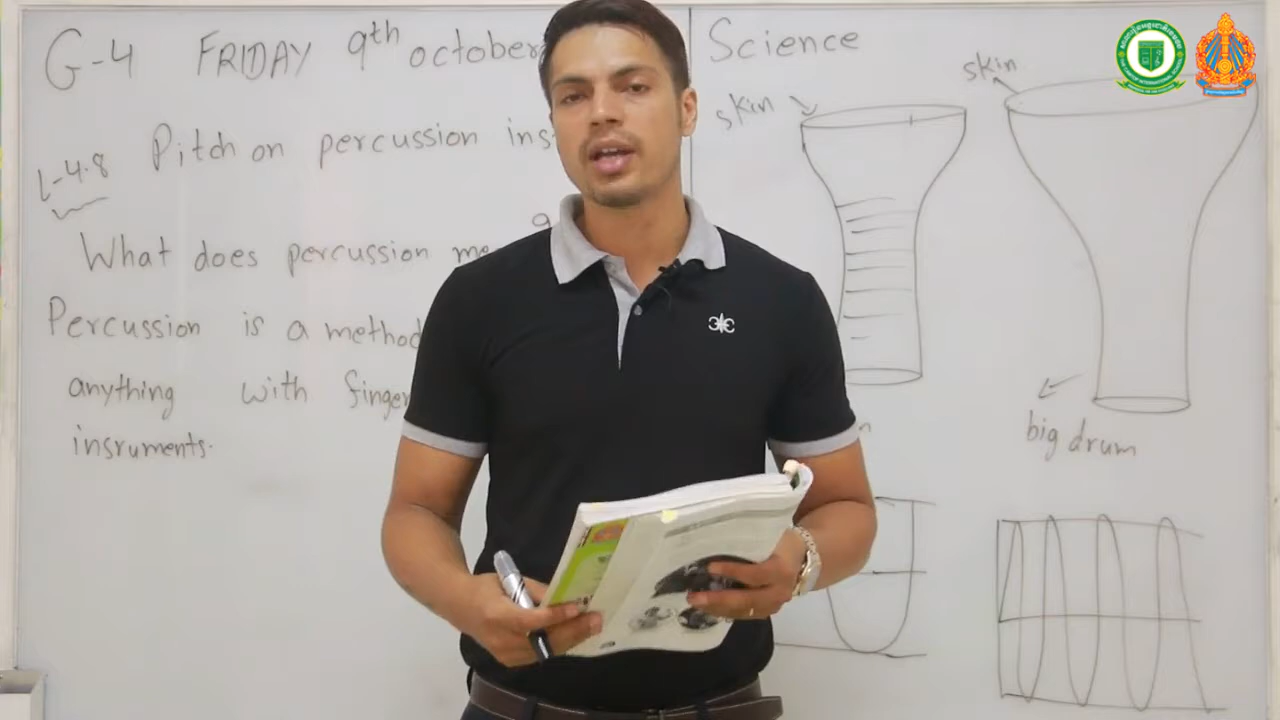 G-4 FRIDAY 9th october
Science
L-4.8 Pitch on percussion ins
What does percussion me
Percussion is a method
anything with finger
insruments.
skin
skin
big drum